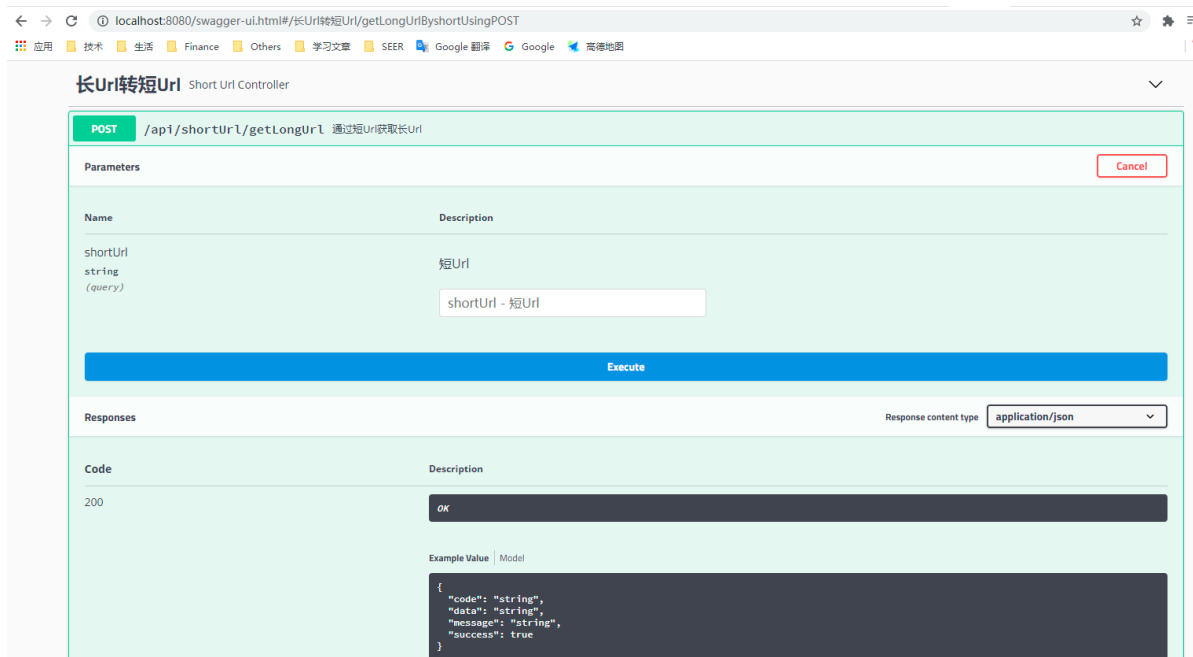 localhost:8080/swagger-ui.html#/长Url转短Url/getLongUrlByshortUsingPOST
应用 技术 生活 Finance Others 学习文章 SEER Google 翻译 Google 高德地图
长Url转短Url Short Url Controller
POST /api/shortUrl/getLongUrl 通过短Url获取长Url
Parameters Cancel
Name Description
shortUrl
string
(query)
短Url
shortUrl - 短Url
Execute
Responses Response content type application/json
Code Description
200
OK
Example Value Model
{
"code": "string",
"data": "string",
"message": "string",
"success": true
}